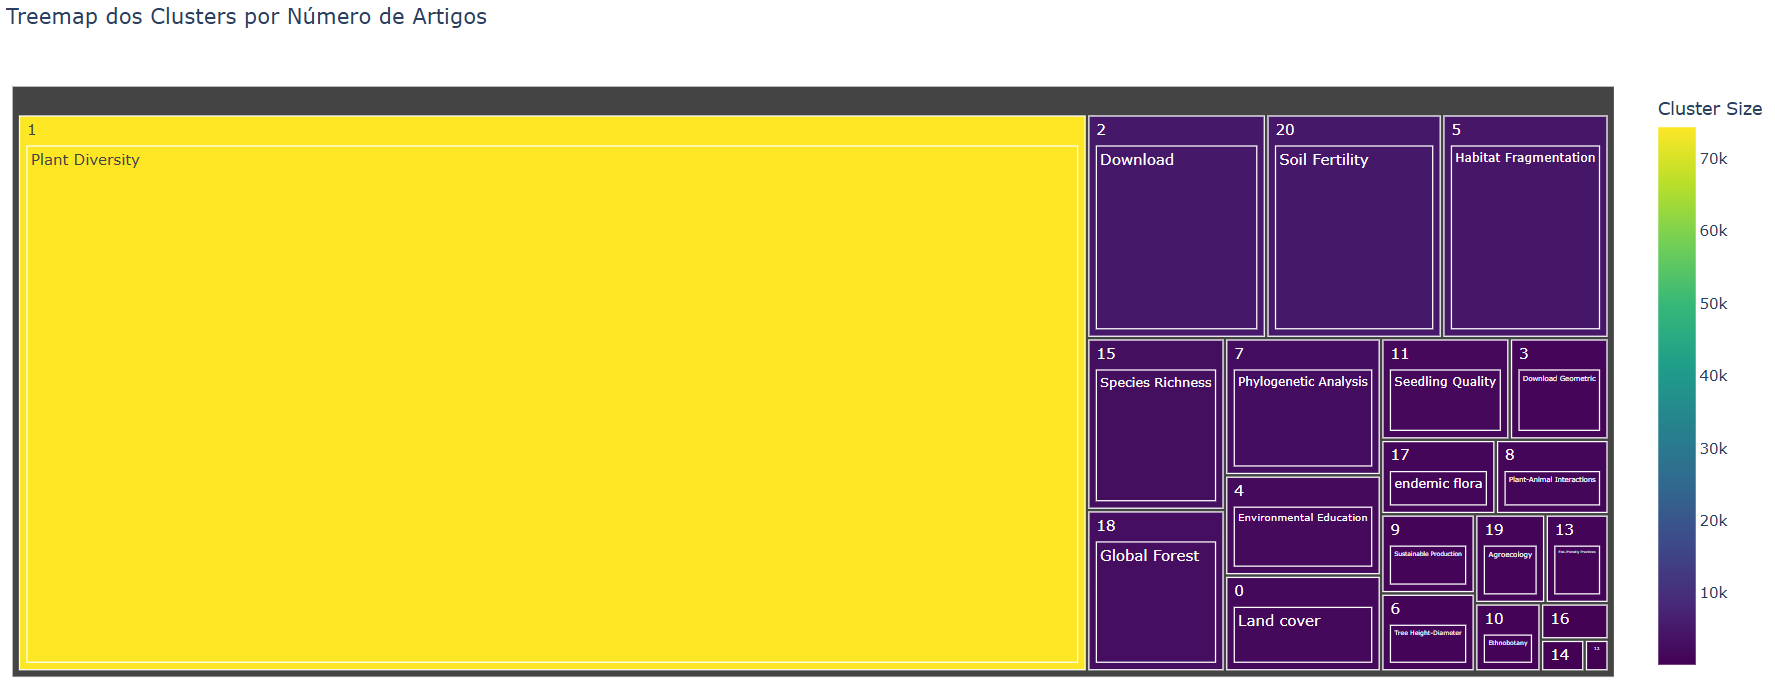 Treemap dos Clusters por Número de Artigos
Cluster Size
1
Plant Diversity
2
Download
20
Soil Fertility
5
Habitat Fragmentation
15
Species Richness
7
Phylogenetic Analysis
11
Seedling Quality
3
Download Geometric
17
endemic flora
8
Plant-Animal Interactions
4
Environmental Education
18
Global Forest
9
Sustainable Production
19
Agroecology
13
0
Land cover
6
Tree Height-Diameter
10
Ethnobotany
16
14
70k
60k
50k
40k
30k
20k
10k